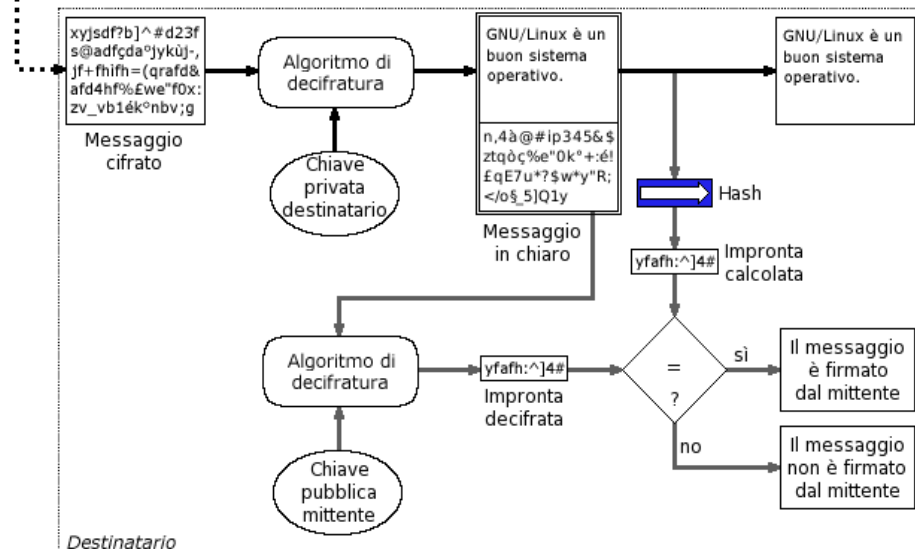 xyjsdf?b]^#d23f
s@adfçda°jykùj-,
jf+fhìfh=(qrafd&
afd4hf%£we"f0x:
zv_vb1ék°nbv;g
Messaggio
cifrato
Algoritmo di
decifratura
Chiave
privata
destinatario
GNU/Linux è un
buon sistema
operativo.
n,4à@#ip345&$
ztqòç%e"0k°+:é!
£qE7u*?$w*y"R;
</o§_5]Q1y
Messaggio
in chiaro
GNU/Linux è un
buon sistema
operativo.
Hash
yfafh:^]4#
Impronta
calcolata
Algoritmo di
decifratura
Chiave
pubblica
mittente
yfafh:^]4#
Impronta
decifrata
=
?
sì
no
Il messaggio
è firmato
dal mittente
Il messaggio
non è firmato
dal mittente
Destinatario